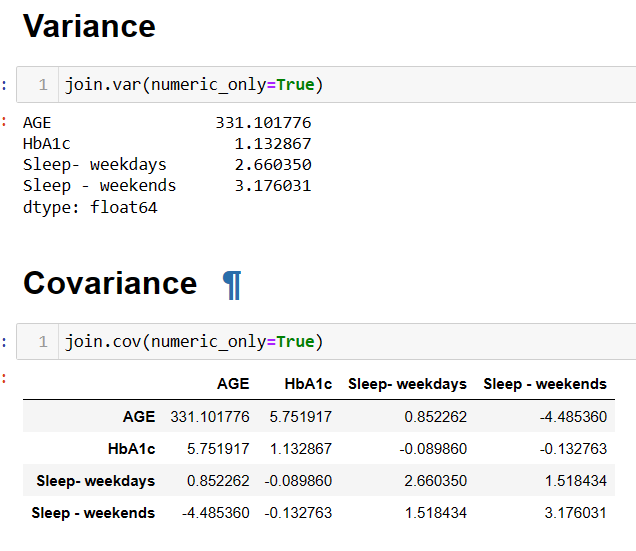 Variance
: 1 join.var(numeric_only=True)
: AGE 331.101776
HbA1c 1.132867
Sleep- weekdays 2.660350
Sleep - weekends 3.176031
dtype: float64
Covariance ¶
: 1 join.cov(numeric_only=True)
:
AGE HbA1c Sleep- weekdays Sleep - weekends
AGE 331.101776 5.751917 0.852262 -4.485360
HbA1c 5.751917 1.132867 -0.089860 -0.132763
Sleep- weekdays 0.852262 -0.089860 2.660350 1.518434
Sleep - weekends -4.485360 -0.132763 1.518434 3.176031